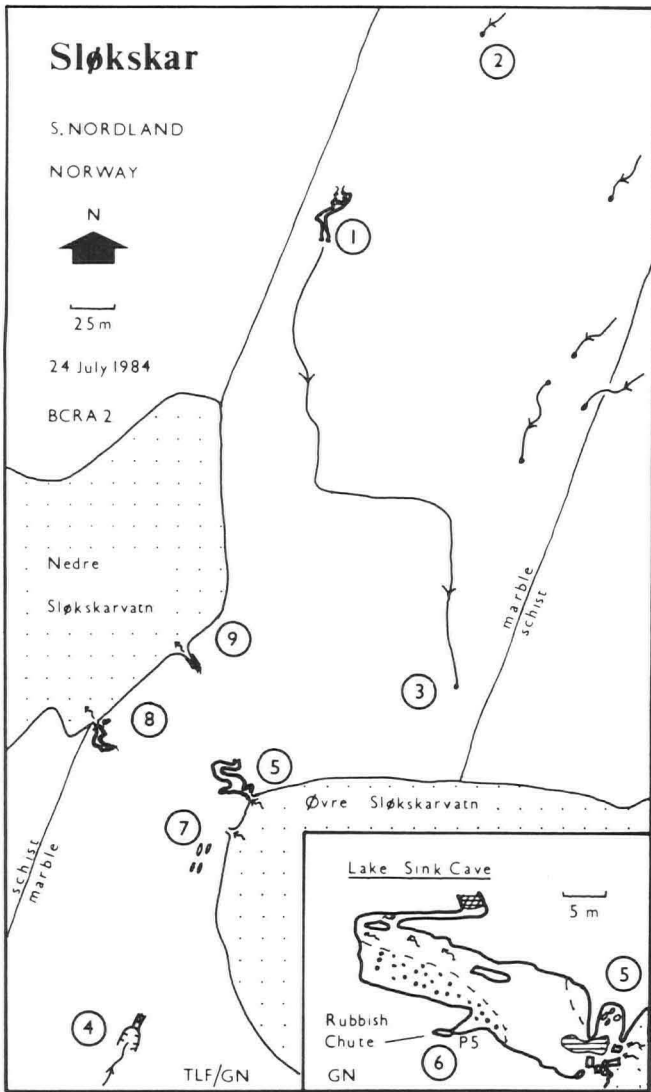 Sløkskar
S. NORDLAND
NORWAY
N
25m
24 July 1984
BCRA 2
2
1
Nedre
Sløkskarvatn
marble
schist
9
3
8
5
Øvre Sløkskarvatn
7
schist
marble
Lake Sink Cave
5 m
5
4
Rubbish
Chute
P5
6
TLF/GN
GN